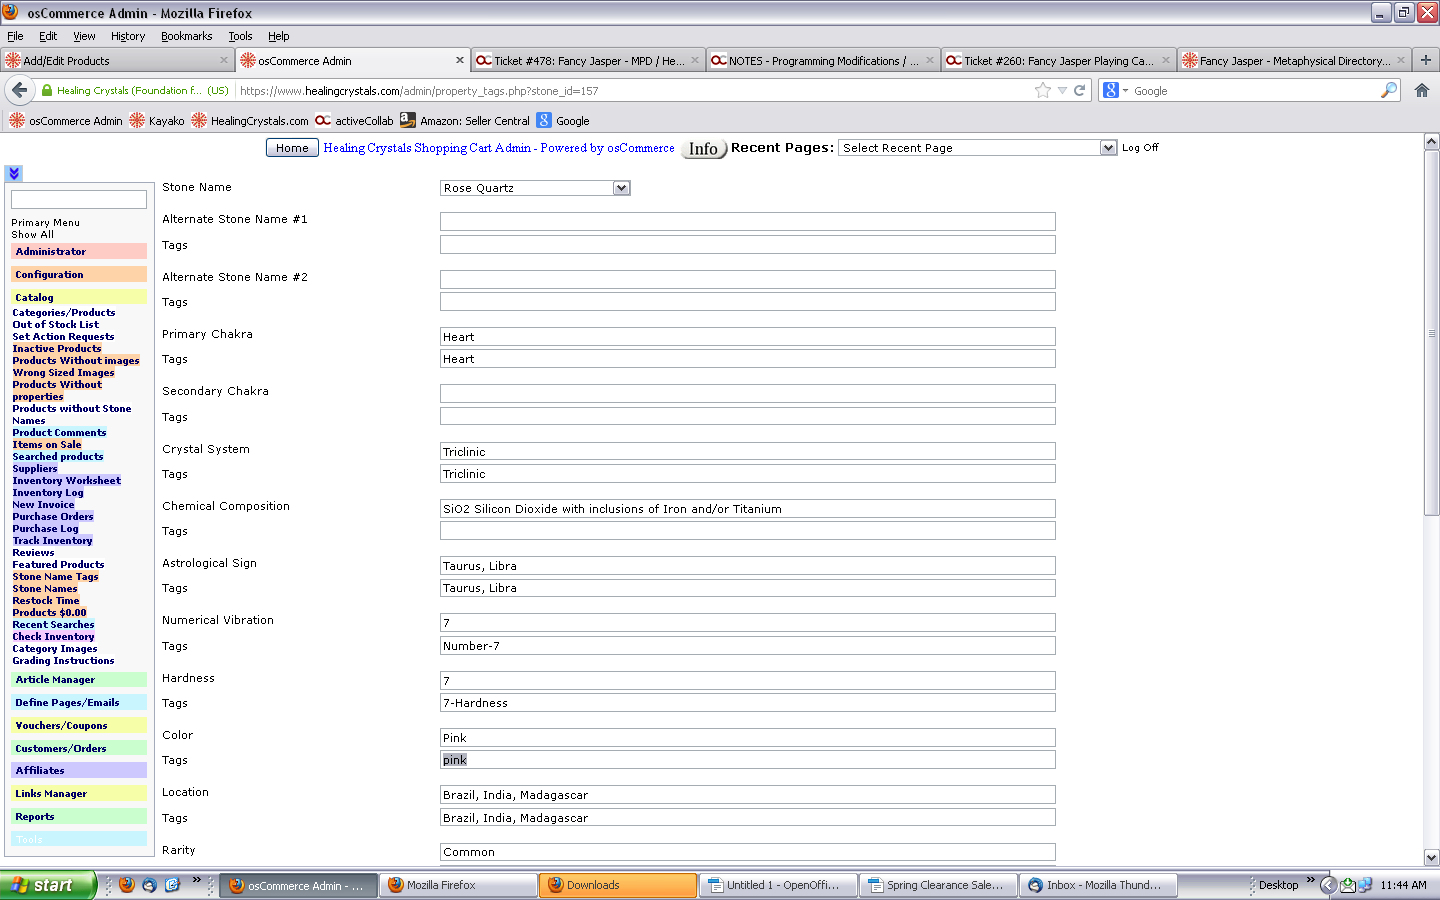 osCommerce Admin - Mozilla Firefox
File Edit View History Bookmarks Tools Help
Add/Edit Products
osCommerce Admin
Ticket #478: Fancy Jasper - MPD / He...
NOTES - Programming Modifications / ...
Ticket #260: Fancy Jasper Playing Ca...
Fancy Jasper - Metaphysical Directory...
Healing Crystals (Foundation f... (US) https://www.healingcrystals.com/admin/property_tags.php?stone_id=157
Google
osCommerce Admin Kayako HealingCrystals.com activeCollab Amazon: Seller Central Google
Home Healing Crystals Shopping Cart Admin - Powered by osCommerce Info Recent Pages: Select Recent Page Log Off
Primary Menu
Show All
Administrator
Configuration
Catalog
Categories/Products
Out of Stock List
Set Action Requests
Inactive Products
Products Without images
Wrong Sized Images
Products Without
properties
Products without Stone
Names
Product Comments
Items on Sale
Searched products
Suppliers
Inventory Worksheet
Inventory Log
New Invoice
Purchase Orders
Purchase Log
Track Inventory
Reviews
Featured Products
Stone Name Tags
Stone Names
Restock Time
Products $0.00
Recent Searches
Check Inventory
Category Images
Grading Instructions
Article Manager
Define Pages/Emails
Vouchers/Coupons
Customers/Orders
Affiliates
Links Manager
Reports
Tools
Stone Name Rose Quartz
Alternate Stone Name #1
Tags
Alternate Stone Name #2
Tags
Primary Chakra Heart
Tags Heart
Secondary Chakra
Tags
Crystal System Triclinic
Tags Triclinic
Chemical Composition SiO2 Silicon Dioxide with inclusions of Iron and/or Titanium
Tags
Astrological Sign Taurus, Libra
Tags Taurus, Libra
Numerical Vibration 7
Tags Number-7
Hardness 7
Tags 7-Hardness
Color Pink
Tags pink
Location Brazil, India, Madagascar
Tags Brazil, India, Madagascar
Rarity Common
start osCommerce Admin - ... Mozilla Firefox Downloads Untitled 1 - OpenOffi... Spring Clearance Sale... Inbox - Mozilla Thund... Desktop 11:44 AM